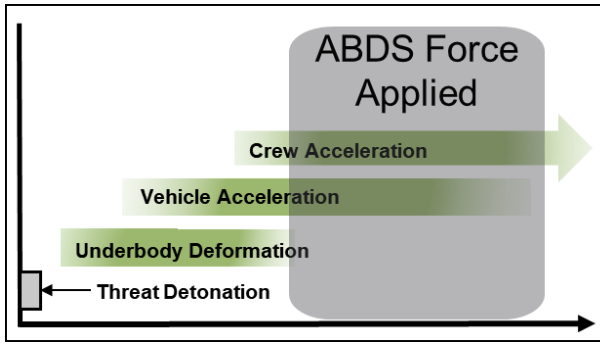 ABDS Force
Applied
Crew Acceleration
Vehicle Acceleration
Underbody Deformation
Threat Detonation